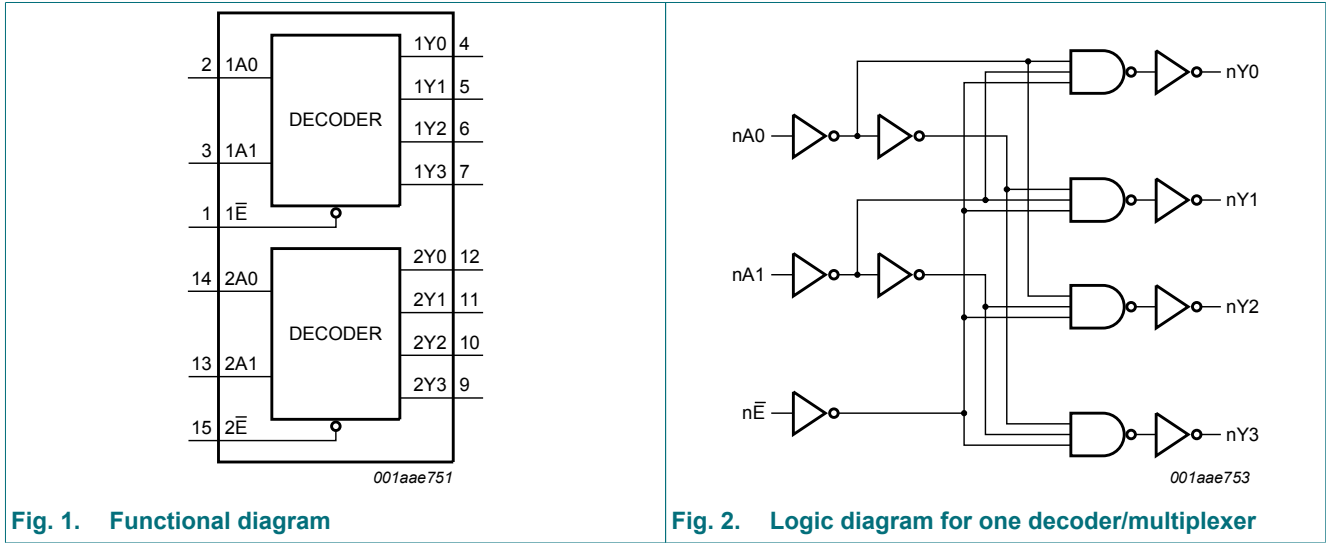 1Y0 4
2 1A0
1Y1 5
DECODER
1Y2 6
3 1A1
1Y3 7
1 1E̅
2Y0 12
14 2A0
2Y1 11
DECODER
2Y2 10
13 2A1
2Y3 9
15 2E̅
001aae751
Fig. 1. Functional diagram
nY0
nA0
nY1
nA1
nY2
nE̅
nY3
001aae753
Fig. 2. Logic diagram for one decoder/multiplexer